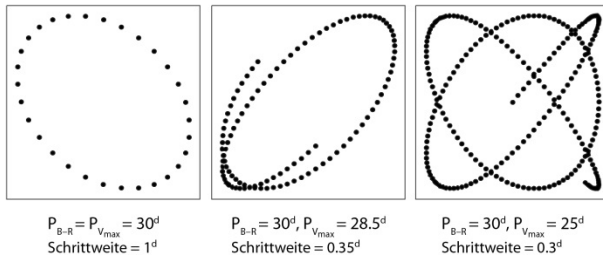 P_B–R = P_Vmax = 30^d
Schrittweite = 1^d
P_B–R = 30^d, P_Vmax = 28.5^d
Schrittweite = 0.35^d
P_B–R = 30^d, P_Vmax = 25^d
Schrittweite = 0.3^d